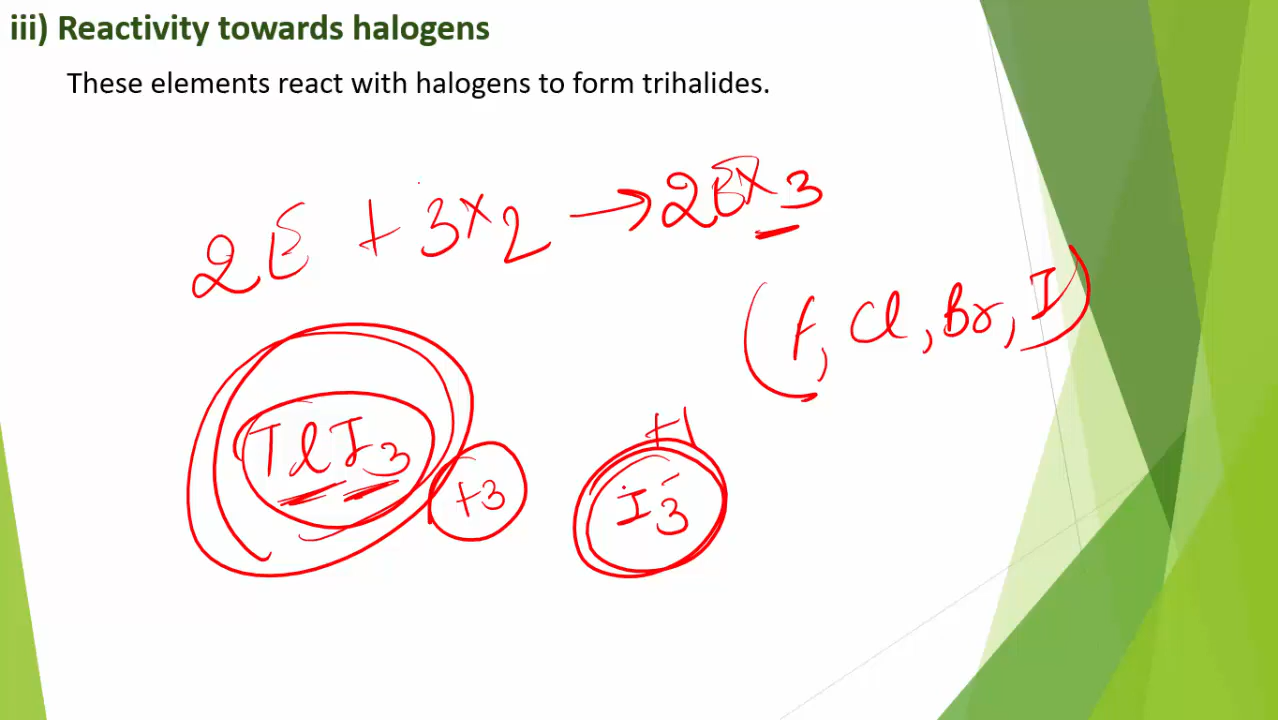 iii) Reactivity towards halogens
These elements react with halogens to form trihalides.
2E + 3X2 → 2EX3
(F, Cl, Br, I)
TlI3
+3
+1
I3-